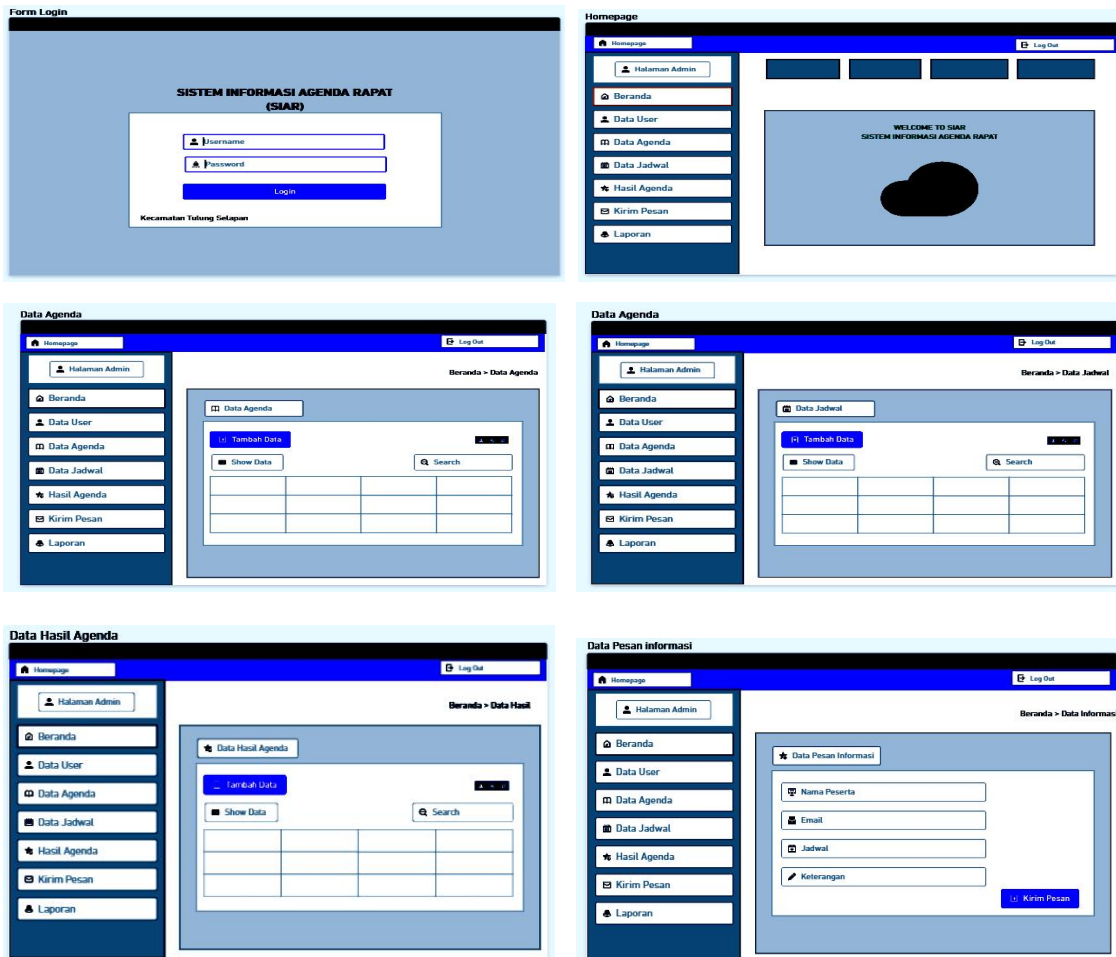 Form Login
SISTEM INFORMASI AGENDA RAPAT
(SIAR)
Username
Password
Login
Kecamatan Tulung Selapan
Homepage
Homepage
Log Out
Halaman Admin
Beranda
Data User
Data Agenda
Data Jadwal
Hasil Agenda
Kirim Pesan
Laporan
WELCOME TO SIAR
SISTEM INFORMASI AGENDA RAPAT
Data Agenda
Homepage
Log Out
Halaman Admin
Beranda > Data Agenda
Beranda
Data User
Data Agenda
Data Jadwal
Hasil Agenda
Kirim Pesan
Laporan
Data Agenda
Tambah Data
Show Data
Search
Data Agenda
Homepage
Log Out
Halaman Admin
Beranda > Data Jadwal
Beranda
Data User
Data Agenda
Data Jadwal
Hasil Agenda
Kirim Pesan
Laporan
Data Jadwal
Tambah Data
Show Data
Search
Data Hasil Agenda
Homepage
Log Out
Halaman Admin
Beranda > Data Hasil
Beranda
Data User
Data Agenda
Data Jadwal
Hasil Agenda
Kirim Pesan
Laporan
Data Hasil Agenda
Tambah Data
Show Data
Search
Data Pesan informasi
Homepage
Log Out
Halaman Admin
Beranda > Data Informasi
Beranda
Data User
Data Agenda
Data Jadwal
Hasil Agenda
Kirim Pesan
Laporan
Data Pesan Informasi
Nama Peserta
Email
Jadwal
Keterangan
Kirim Pesan